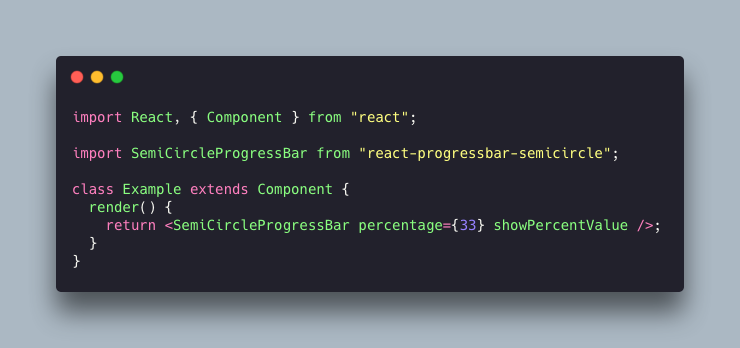 import React, { Component } from "react";
import SemiCircleProgressBar from "react-progressbar-semicircle";
class Example extends Component {
  render() {
    return <SemiCircleProgressBar percentage={33} showPercentValue />;
  }
}